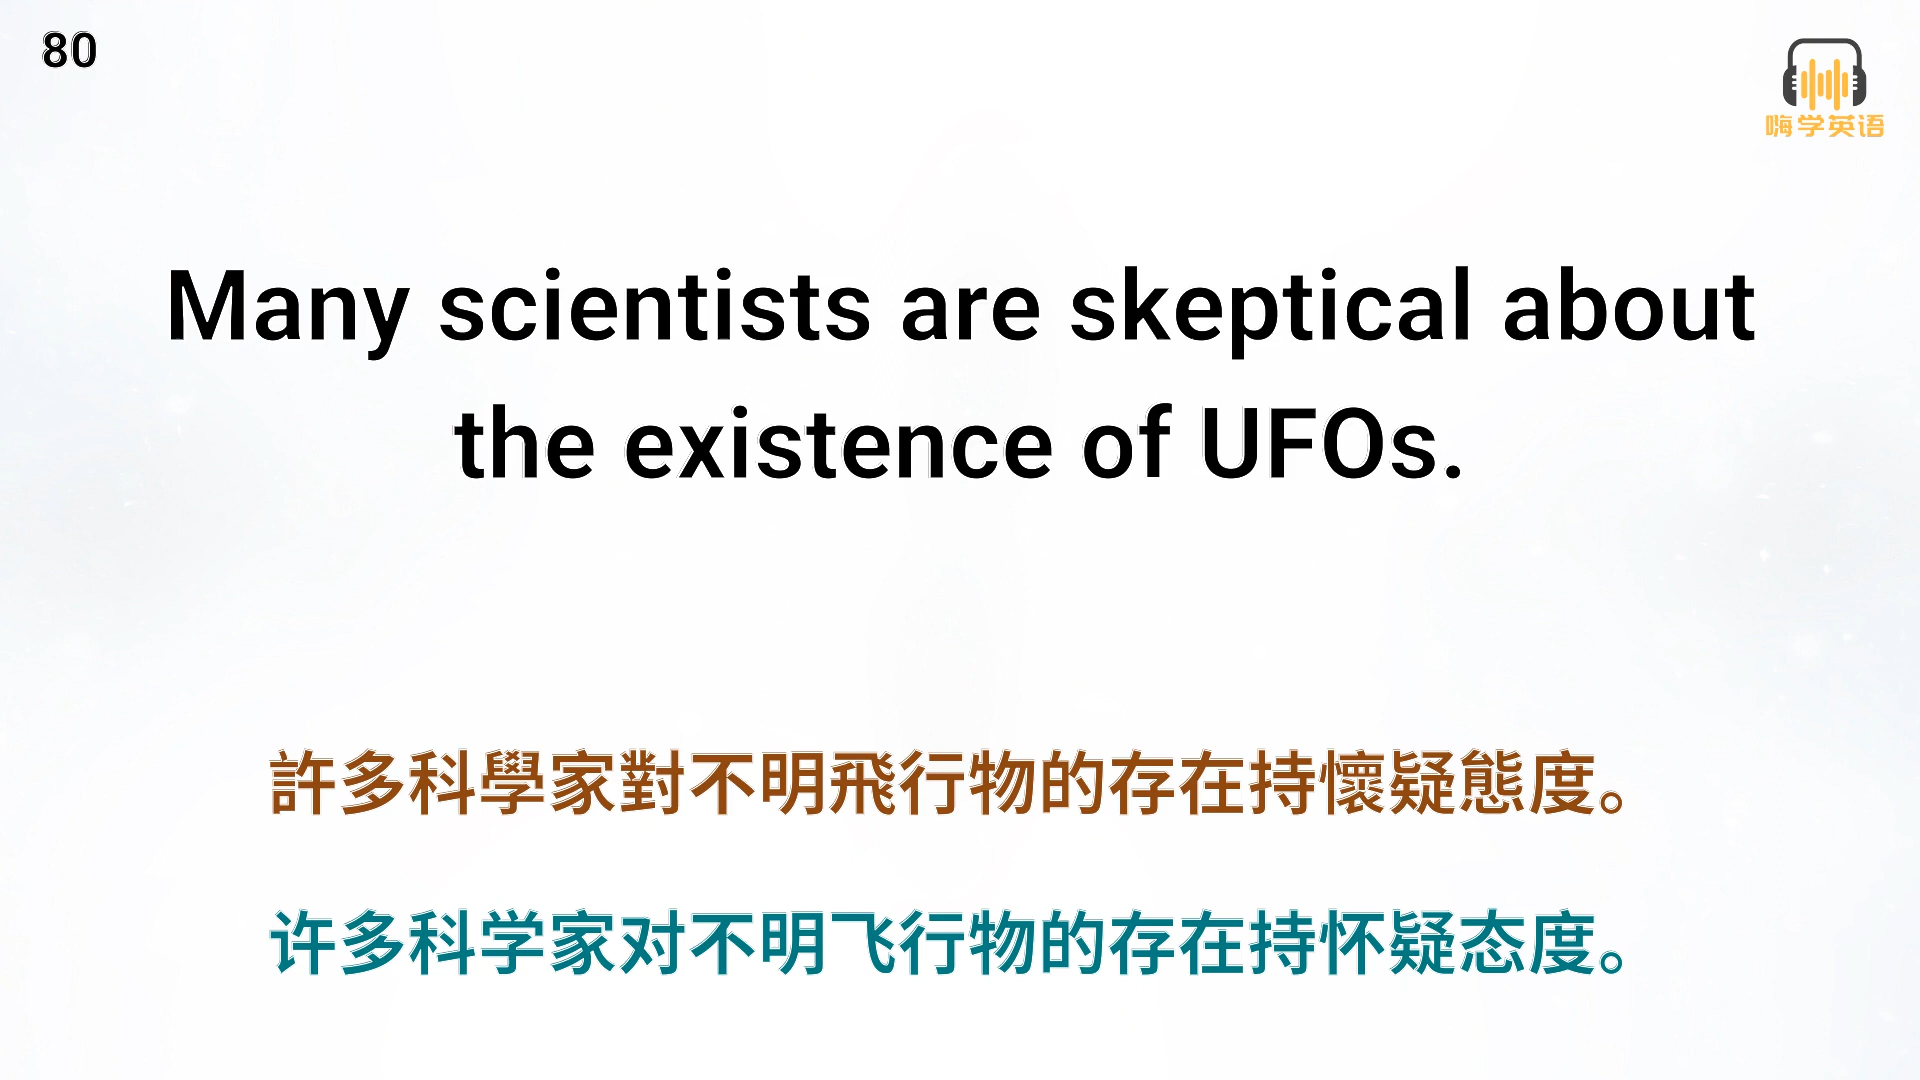 80
嗨学英语
Many scientists are skeptical about
the existence of UFOs.
許多科學家對不明飛行物的存在持懷疑態度。
许多科学家对不明飞行物的存在持怀疑态度。